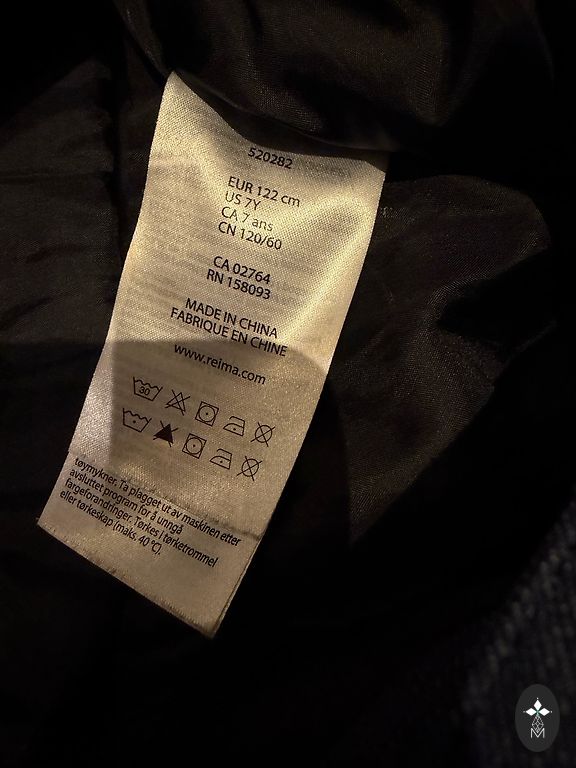 520282
EUR 122 cm
US 7Y
CA 7 ans
CN 120/60
CA 02764
RN 158093
MADE IN CHINA
FABRIQUE EN CHINE
www.reima.com
30
tøymykner. Ta plagget ut av maskinen etter
avsluttet program for å unngå
fargeforandringer. Tørkes i tørketrommel
eller tørkeskap (maks. 40 °C).
M